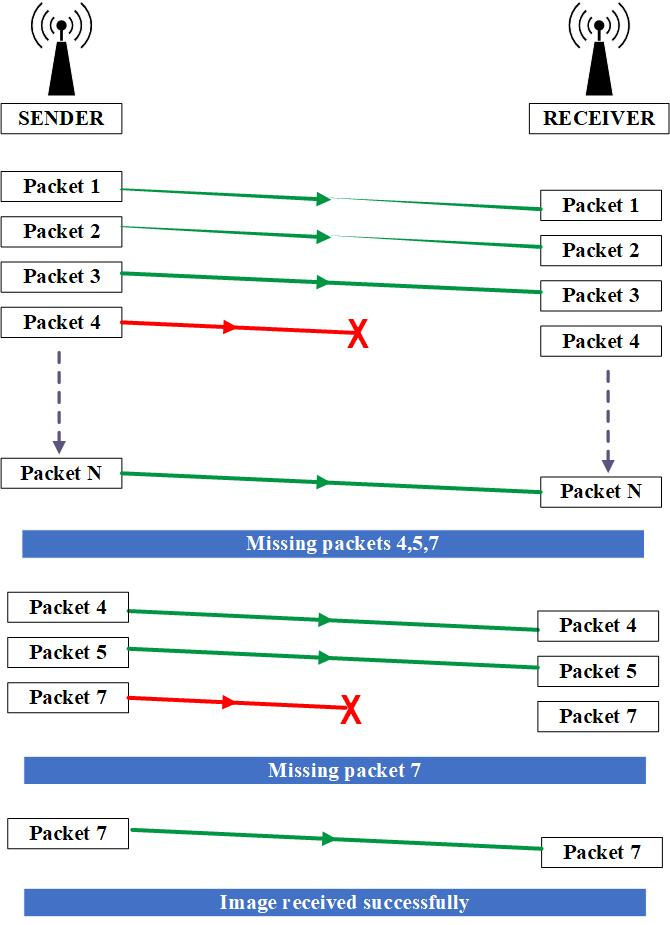 SENDER
RECEIVER
Packet 1
Packet 1
Packet 2
Packet 2
Packet 3
Packet 3
Packet 4
X
Packet 4
Packet N
Packet N
Missing packets 4,5,7
Packet 4
Packet 4
Packet 5
Packet 5
Packet 7
X
Packet 7
Missing packet 7
Packet 7
Packet 7
Image received successfully